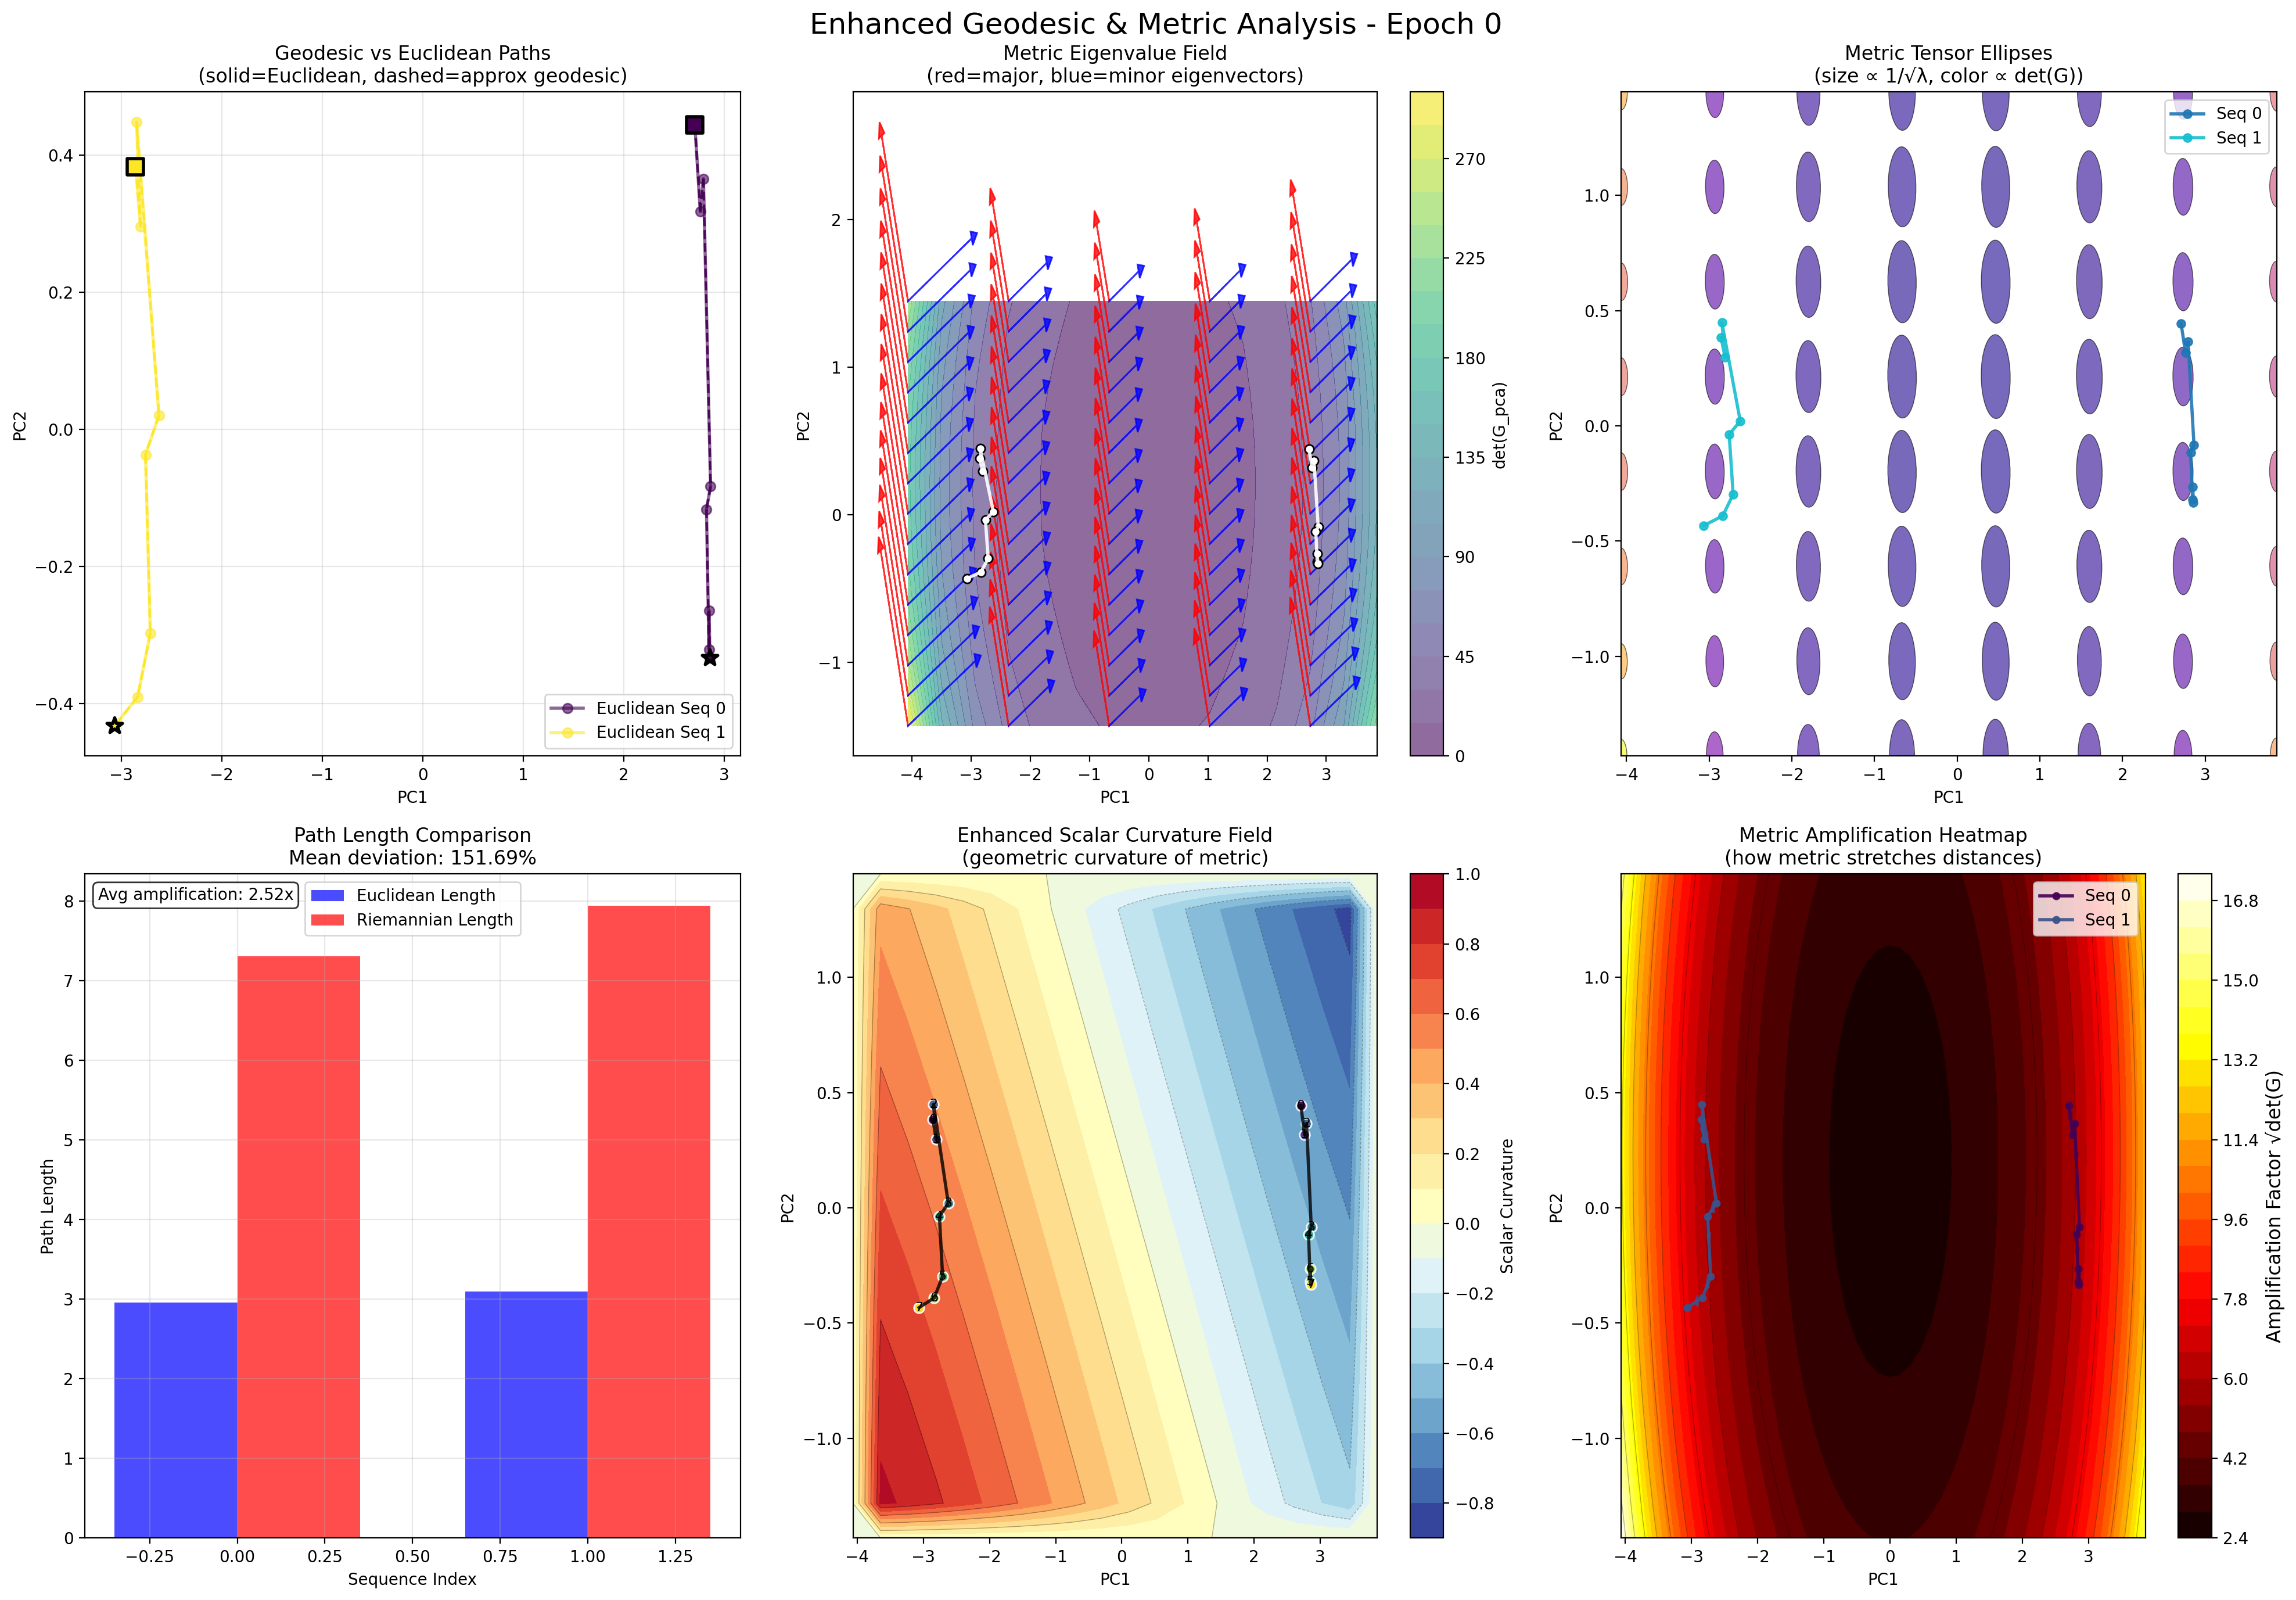 Enhanced Geodesic & Metric Analysis - Epoch 0
Geodesic vs Euclidean Paths
(solid=Euclidean, dashed=approx geodesic)
0.4
0.2
0.0
−0.2
−0.4
PC2
−3
−2
−1
0
1
2
3
PC1
Euclidean Seq 0
Euclidean Seq 1
Metric Eigenvalue Field
(red=major, blue=minor eigenvectors)
2
1
0
−1
PC2
−4
−3
−2
−1
0
1
2
3
PC1
270
225
180
135
90
45
0
det(G_pca)
Metric Tensor Ellipses
(size ∝ 1/√λ, color ∝ det(G))
Seq 0
Seq 1
1.0
0.5
0.0
−0.5
−1.0
PC2
−4
−3
−2
−1
0
1
2
3
PC1
Path Length Comparison
Mean deviation: 151.69%
Avg amplification: 2.52x
Euclidean Length
Riemannian Length
8
7
6
5
4
3
2
1
0
Path Length
−0.25
0.00
0.25
0.50
0.75
1.00
1.25
Sequence Index
Enhanced Scalar Curvature Field
(geometric curvature of metric)
1.0
0.5
0.0
−0.5
−1.0
PC2
−4
−3
−2
−1
0
1
2
3
PC1
1.0
0.8
0.6
0.4
0.2
0.0
−0.2
−0.4
−0.6
−0.8
Scalar Curvature
Metric Amplification Heatmap
(how metric stretches distances)
Seq 0
Seq 1
1.0
0.5
0.0
−0.5
−1.0
PC2
−4
−3
−2
−1
0
1
2
3
PC1
16.8
15.0
13.2
11.4
9.6
7.8
6.0
4.2
2.4
Amplification Factor √det(G)